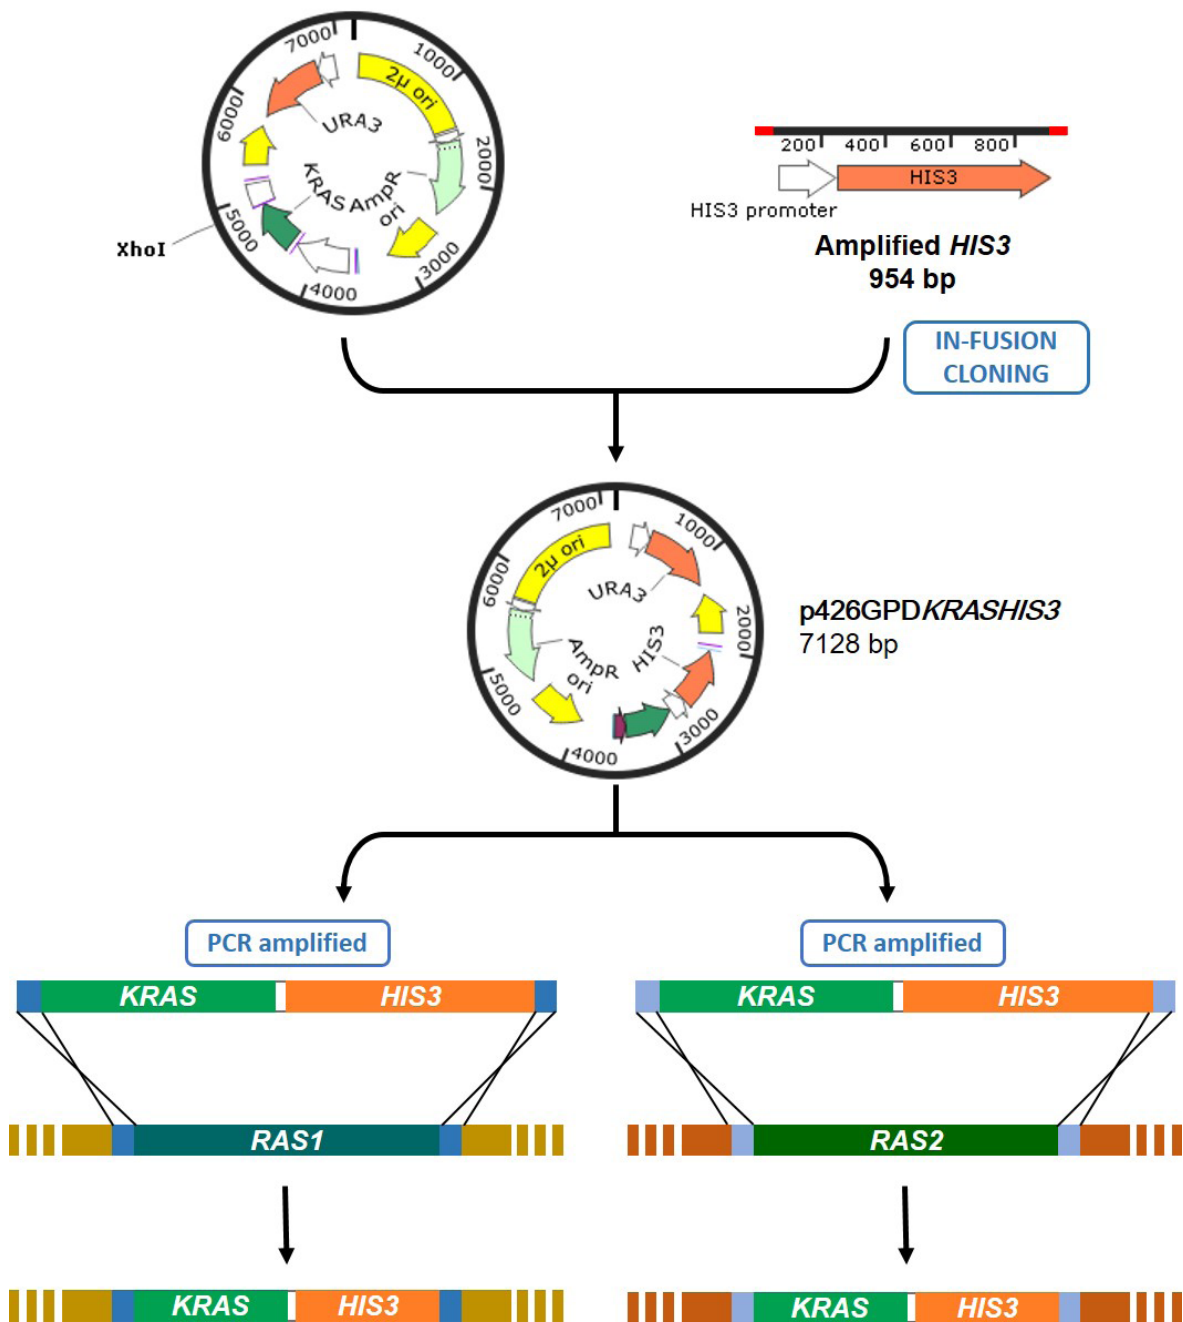 7000
1000
2µ ori
6000
URA3
2000
KRAS
AmpR
ori
5000
XhoI
3000
4000
200
400
600
800
HIS3
HIS3 promoter
Amplified HIS3
954 bp
IN-FUSION
CLONING
7000
1000
2µ ori
6000
URA3
2000
HIS3
AmpR
ori
5000
3000
4000
p426GPDKRASHIS3
7128 bp
PCR amplified
PCR amplified
KRAS HIS3
KRAS HIS3
RAS1
RAS2
KRAS HIS3
KRAS HIS3